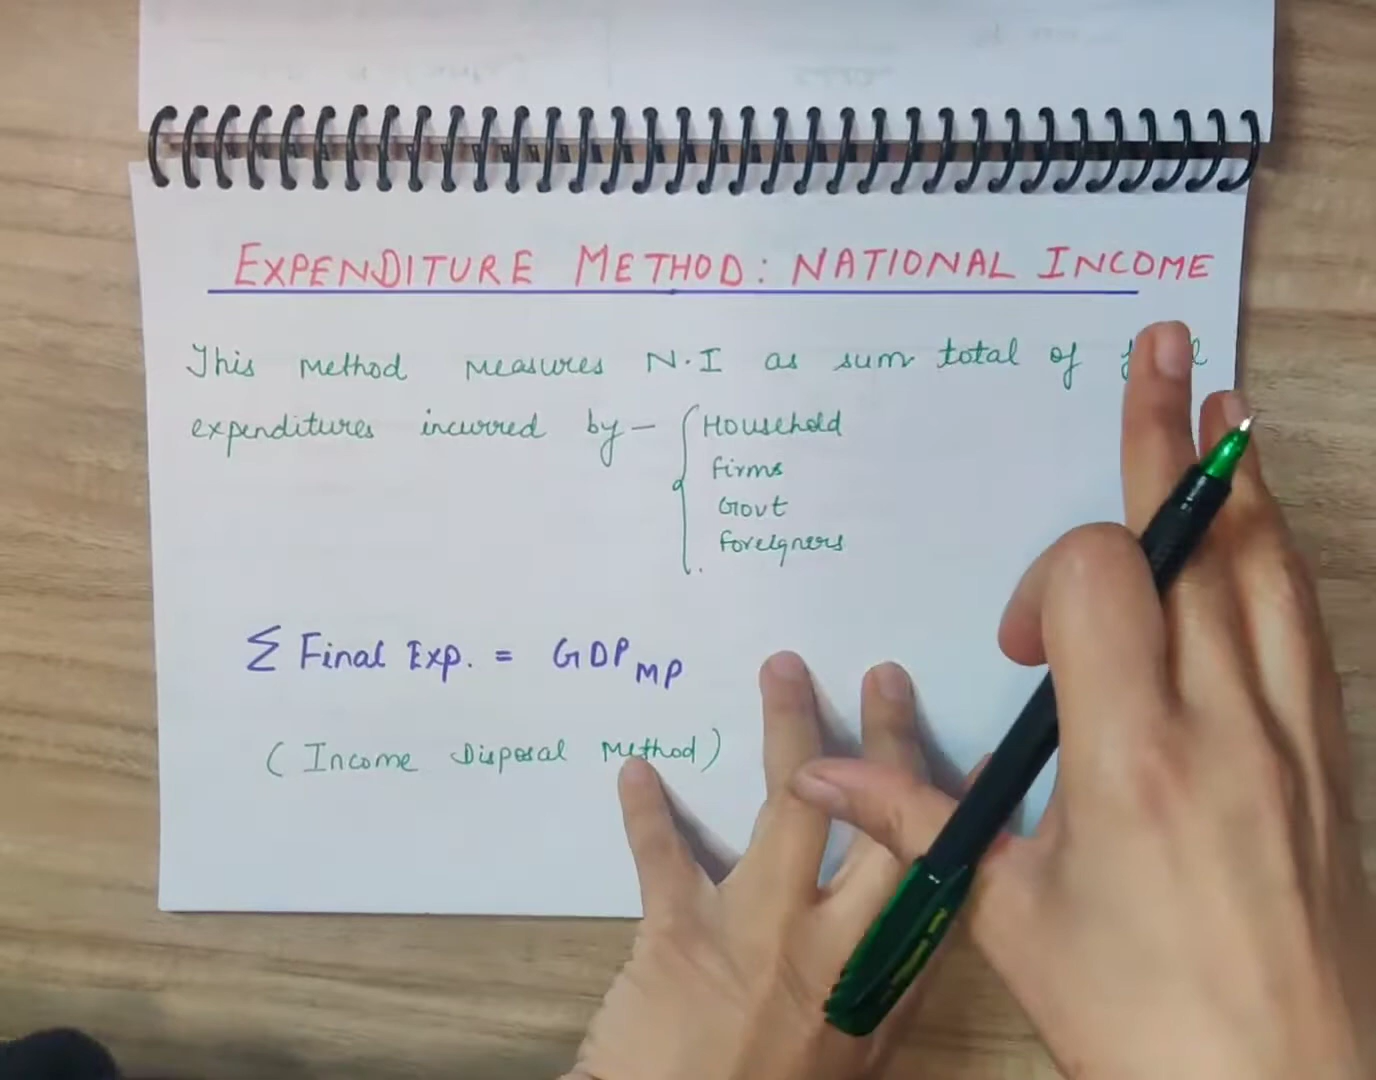 EXPENDITURE METHOD: NATIONAL INCOME
This method measures N.I as sum total of
expenditures incurred by — Household
firms
Govt
foreigners
Σ Final Exp. = GDP MP
(Income Disposal Method)